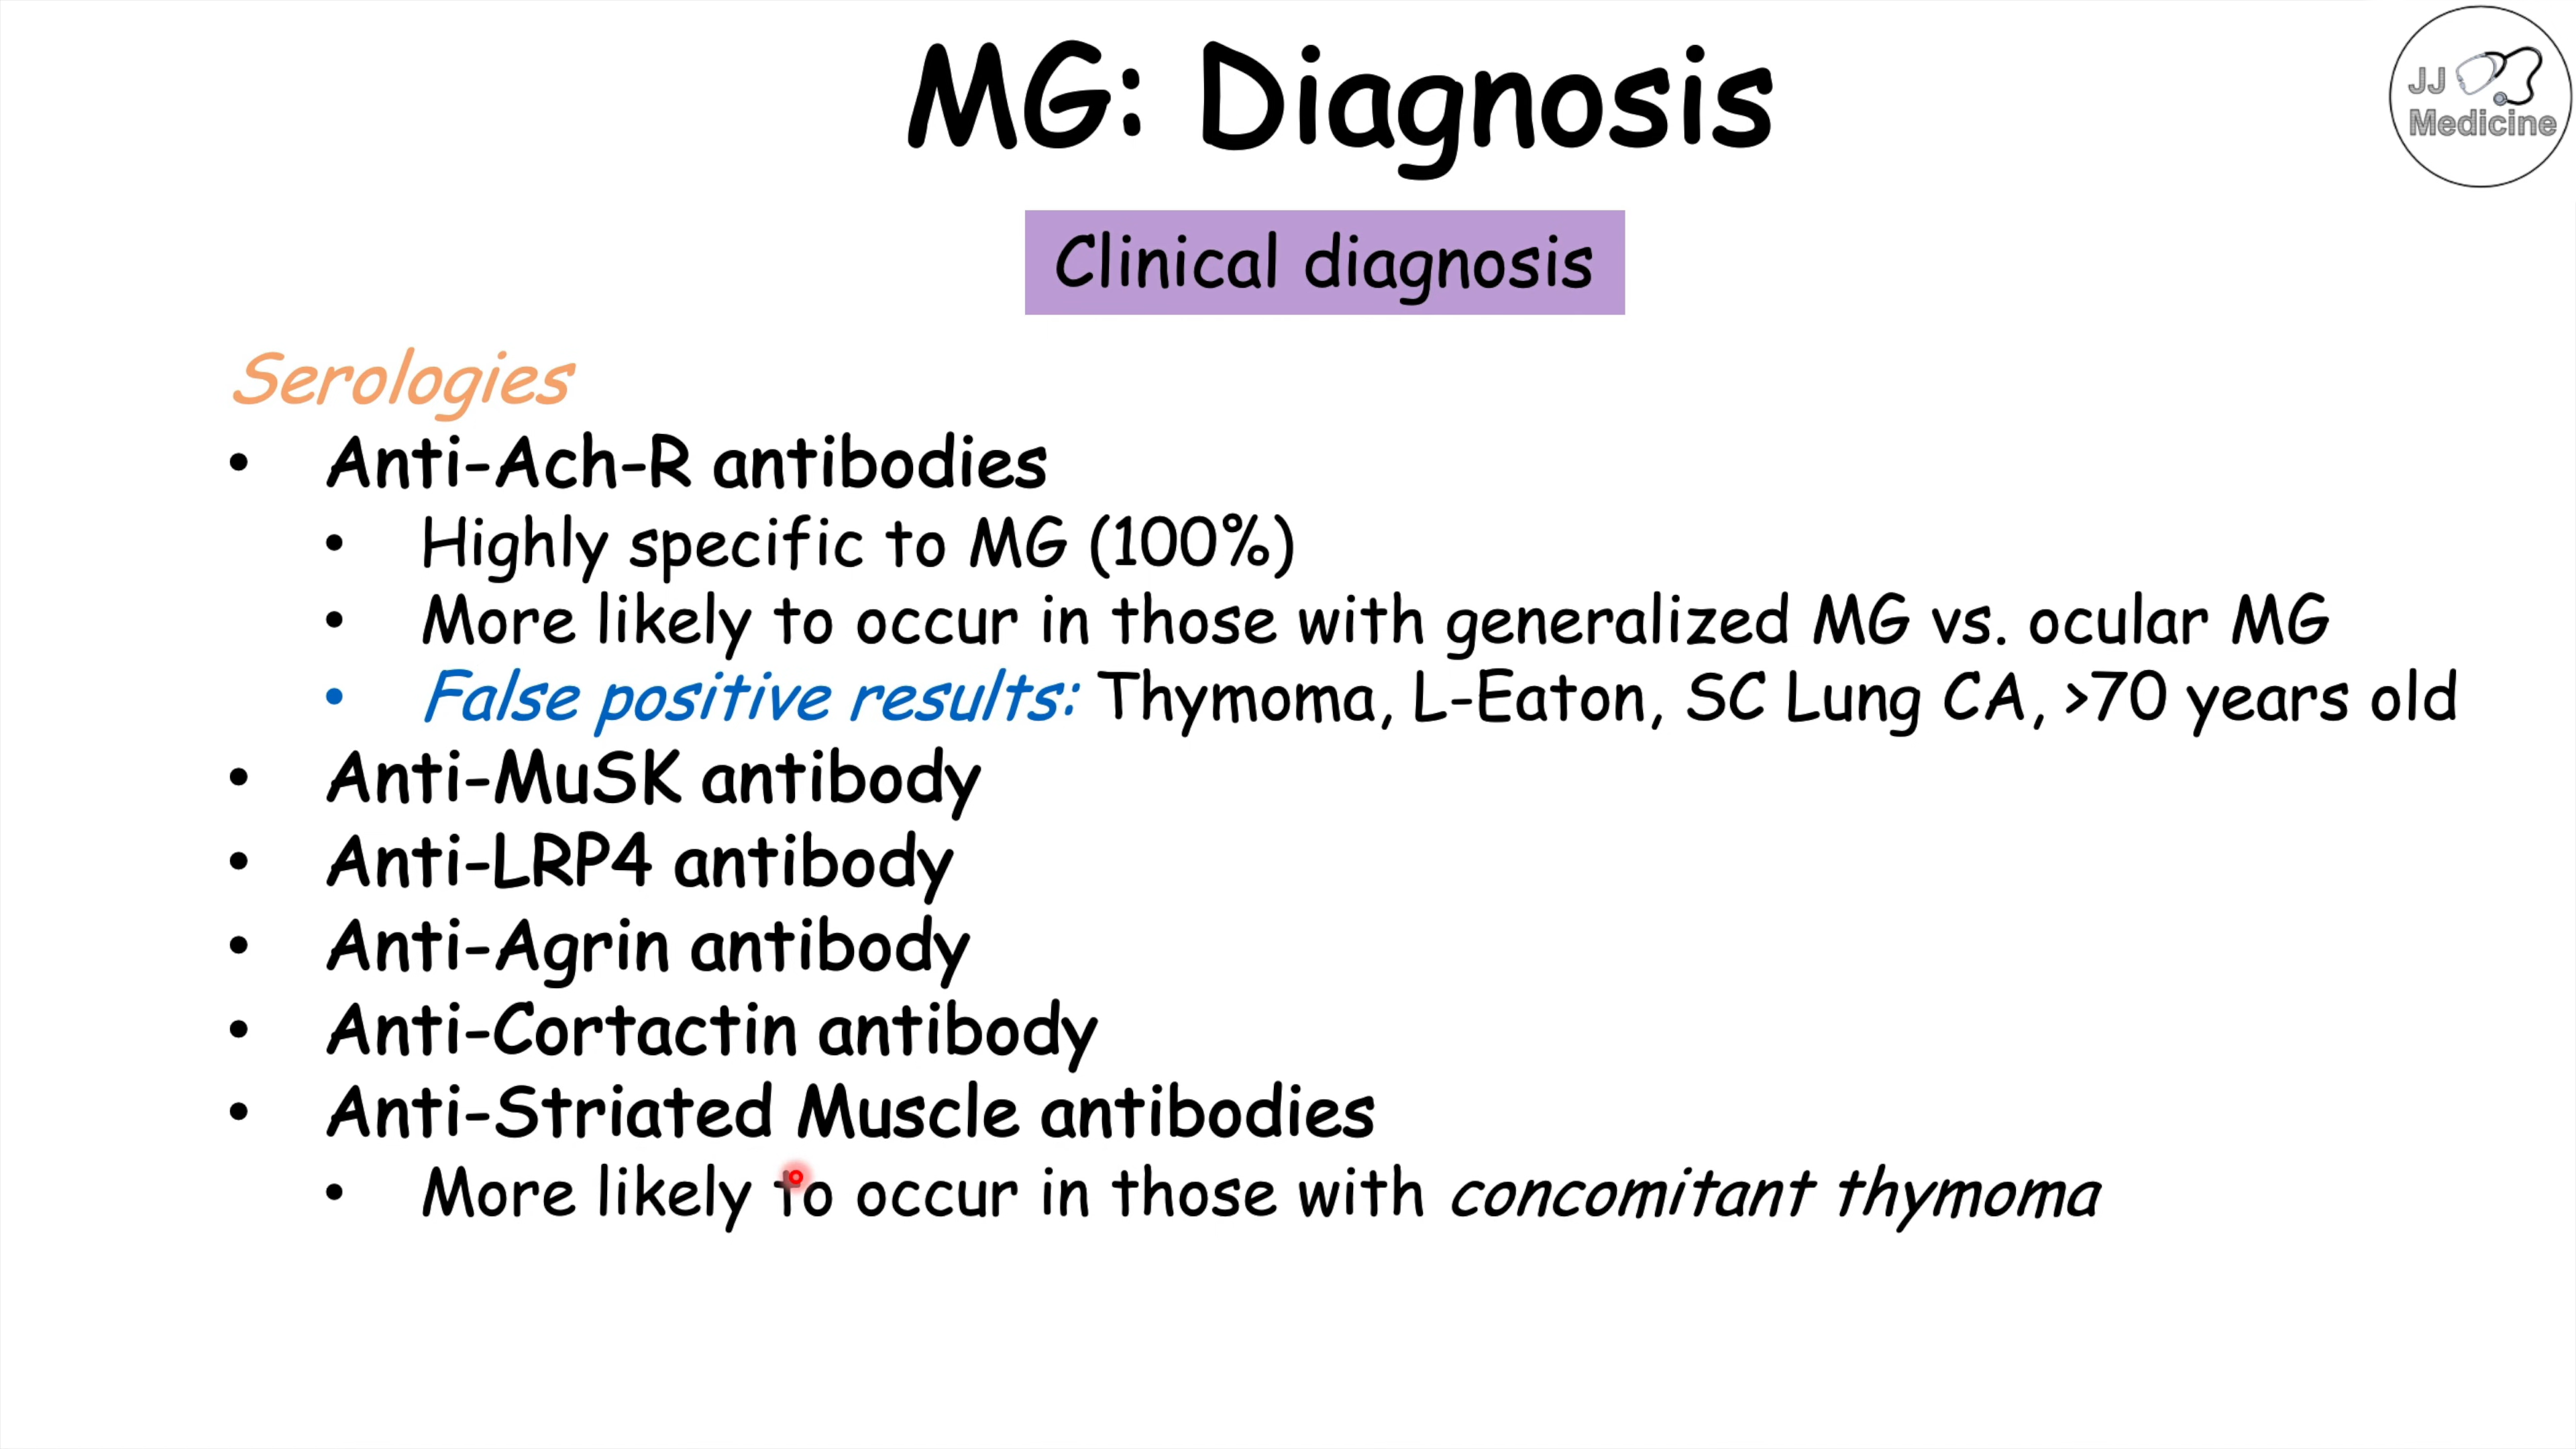 MG: Diagnosis
JJ
Medicine
Clinical diagnosis
Serologies
• Anti-Ach-R antibodies
• Highly specific to MG (100%)
• More likely to occur in those with generalized MG vs. ocular MG
• False positive results: Thymoma, L-Eaton, SC Lung CA, >70 years old
• Anti-MuSK antibody
• Anti-LRP4 antibody
• Anti-Agrin antibody
• Anti-Cortactin antibody
• Anti-Striated Muscle antibodies
• More likely to occur in those with concomitant thymoma